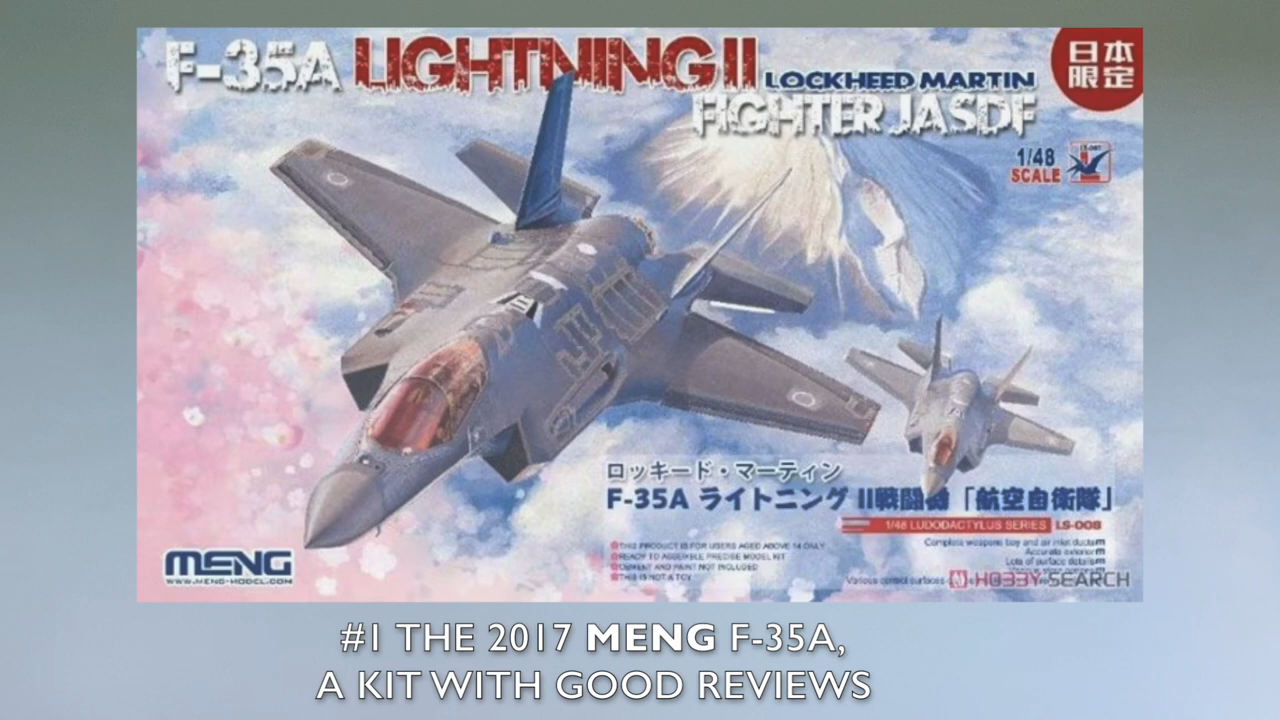 F-35A LIGHTNING II
LOCKHEED MARTIN
FIGHTER JASDF
日本
限定
1/48
SCALE
ロッキード・マーティン
F-35A ライトニング II戦闘機「航空自衛隊」
1/48 LUDODACTYLUS SERIES LS-008
THIS PRODUCT IS FOR USERS AGED ABOVE 14 ONLY
READY TO ASSEMBLE PRECISE MODEL KIT
CEMENT AND PAINT NOT INCLUDED
THIS IS NOT A TOY
Complete weapons bay and air inlet ducts
Accurate exterior
Lots of surface details
Various control surfaces
HOBBY SEARCH
MENG
WWW.MENG-MODEL.COM
#1 THE 2017 MENG F-35A,
A KIT WITH GOOD REVIEWS